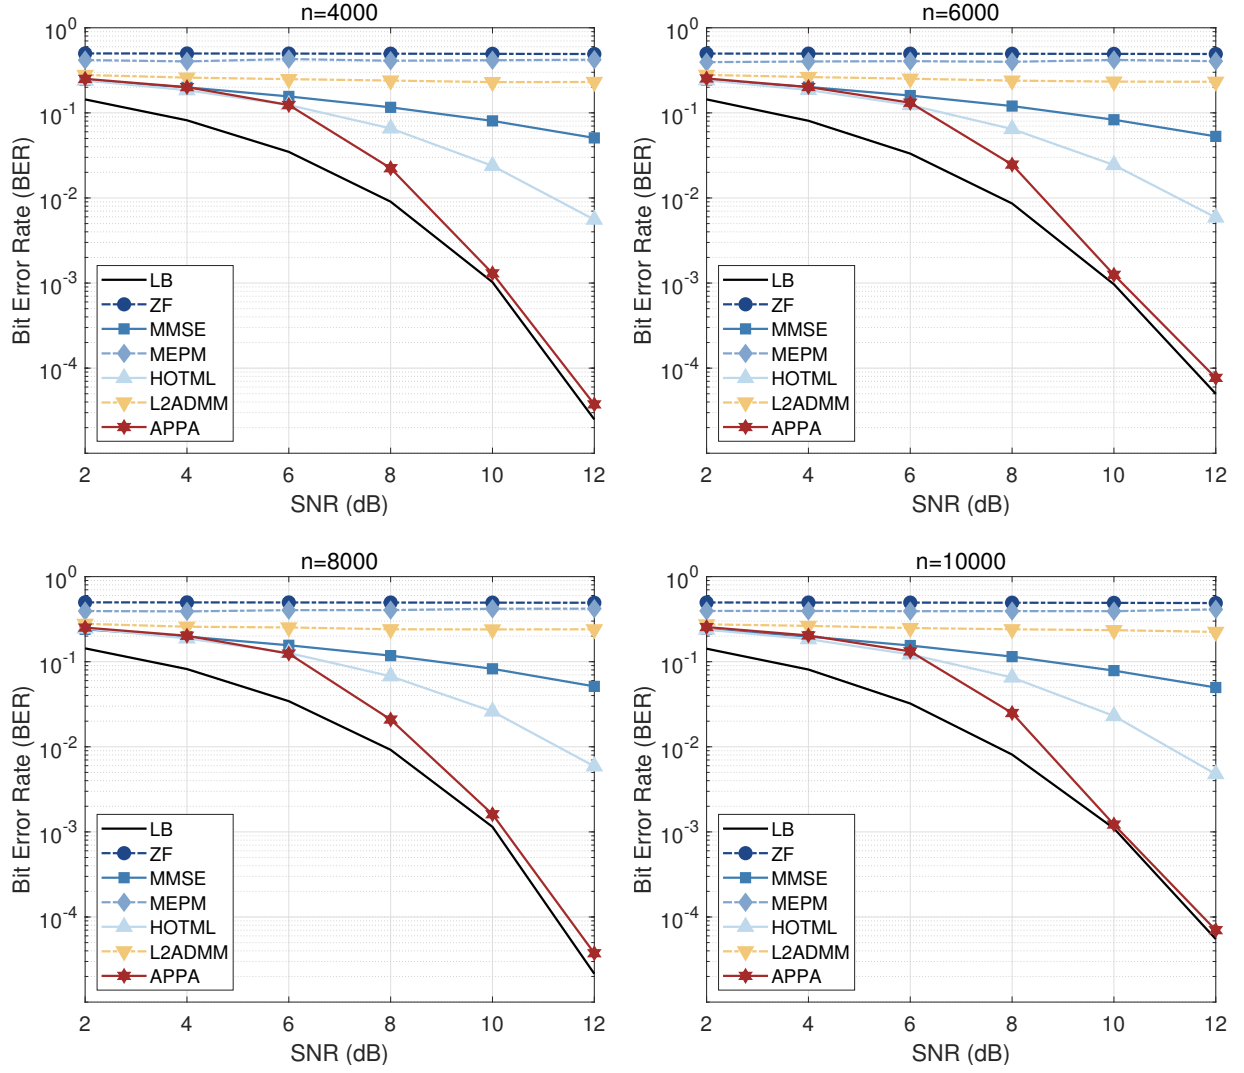 n=4000
Bit Error Rate (BER)
10^0
10^-1
10^-2
10^-3
10^-4
LB
ZF
MMSE
MEPM
HOTML
L2ADMM
APPA
2 4 6 8 10 12
SNR (dB)
n=6000
Bit Error Rate (BER)
10^0
10^-1
10^-2
10^-3
10^-4
LB
ZF
MMSE
MEPM
HOTML
L2ADMM
APPA
2 4 6 8 10 12
SNR (dB)
n=8000
Bit Error Rate (BER)
10^0
10^-1
10^-2
10^-3
10^-4
LB
ZF
MMSE
MEPM
HOTML
L2ADMM
APPA
2 4 6 8 10 12
SNR (dB)
n=10000
Bit Error Rate (BER)
10^0
10^-1
10^-2
10^-3
10^-4
LB
ZF
MMSE
MEPM
HOTML
L2ADMM
APPA
2 4 6 8 10 12
SNR (dB)